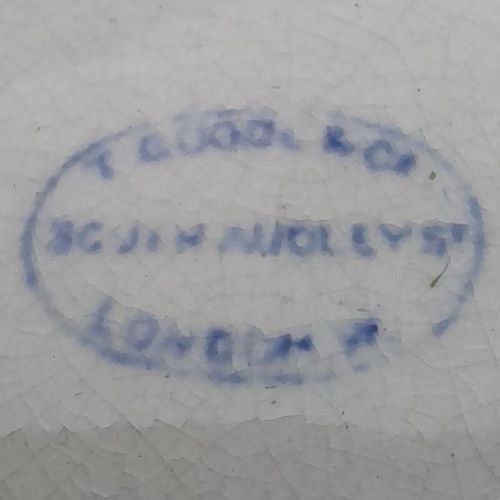 T. GOODE & Co.
SOUTH AUDLEY St
LONDON W.